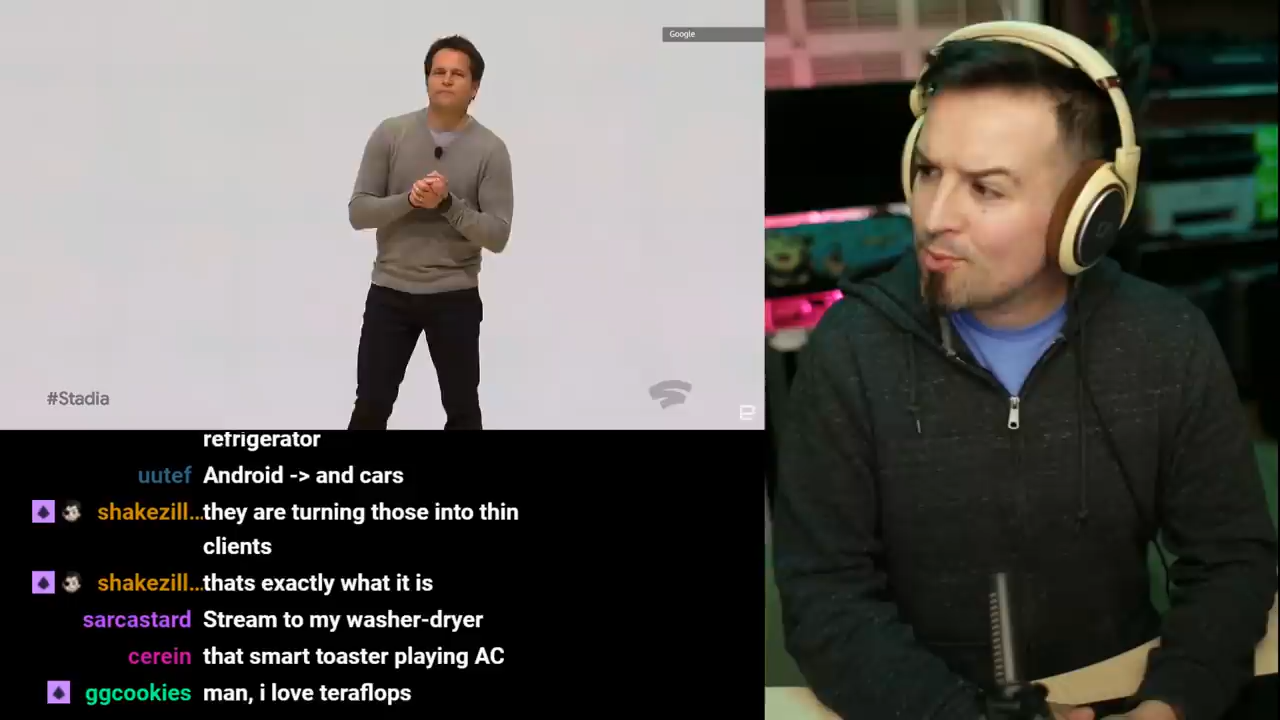 Google
#Stadia
refrigerator
uutef Android -> and cars
shakezill... they are turning those into thin
clients
shakezill... thats exactly what it is
sarcastard Stream to my washer-dryer
cerein that smart toaster playing AC
ggcookies man, i love teraflops